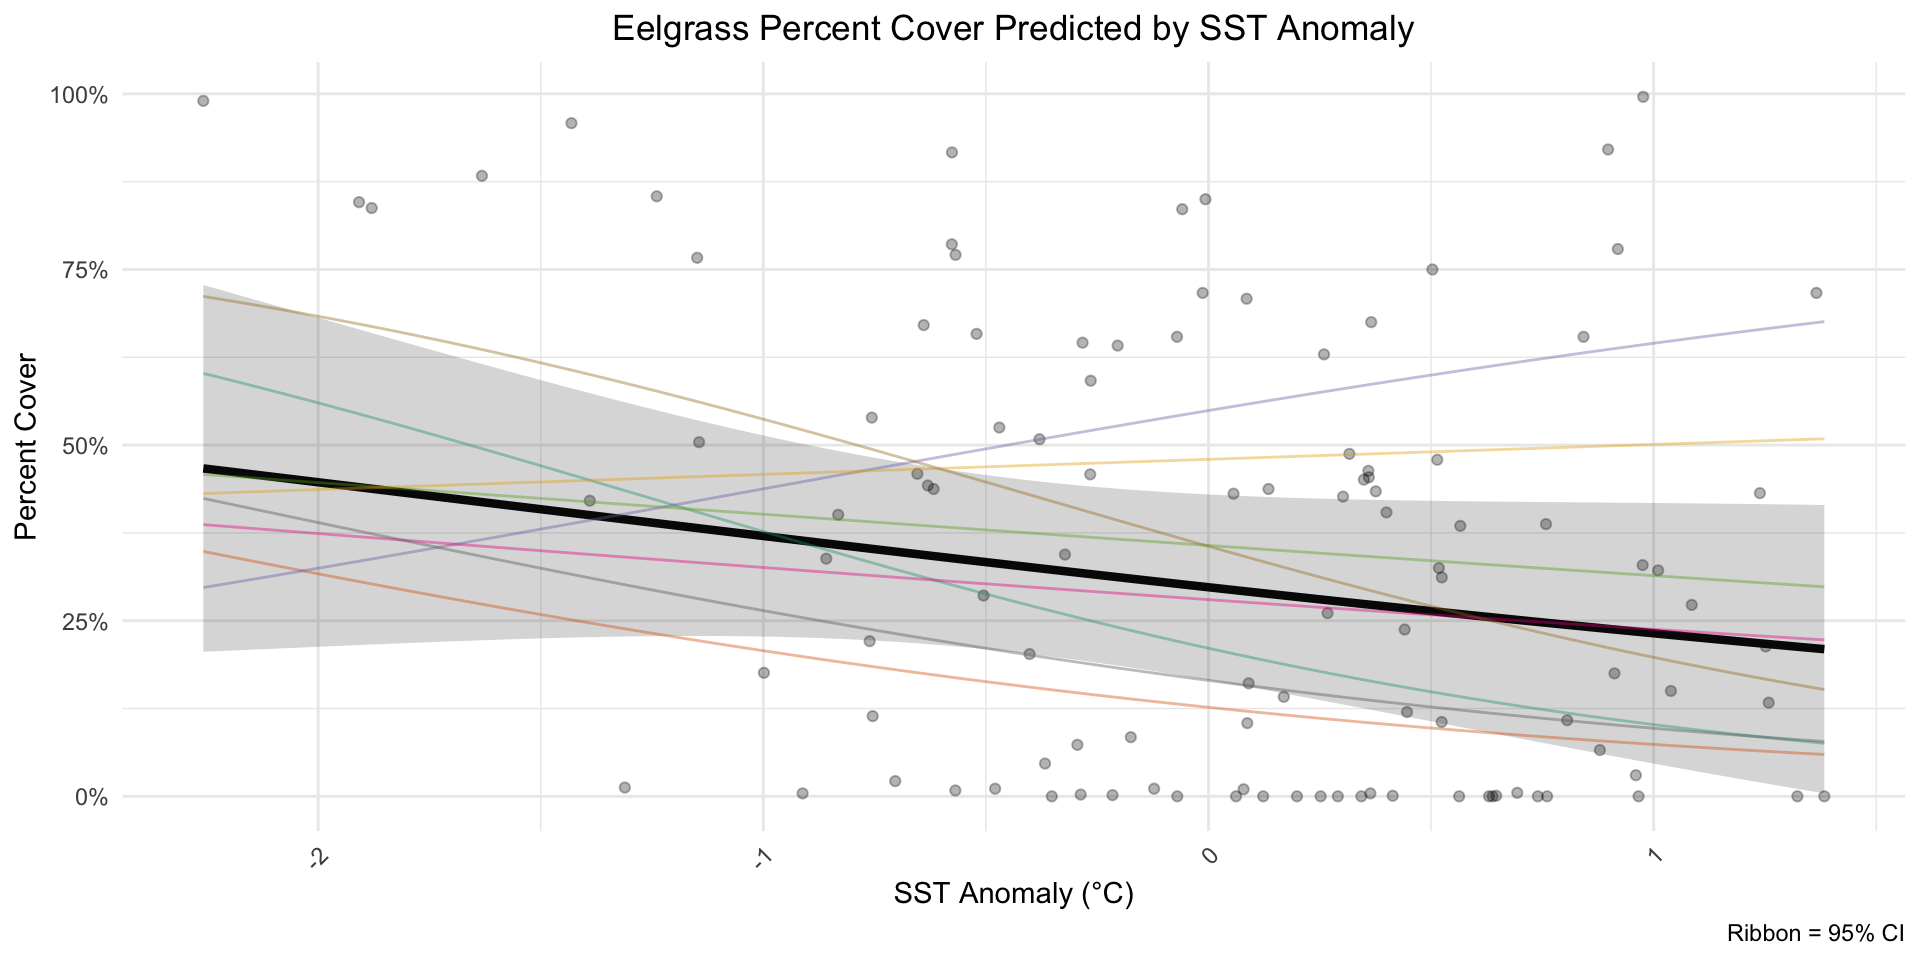 Eelgrass Percent Cover Predicted by SST Anomaly
Percent Cover
100%
75%
50%
25%
0%
-2
-1
0
1
SST Anomaly (°C)
Ribbon = 95% CI